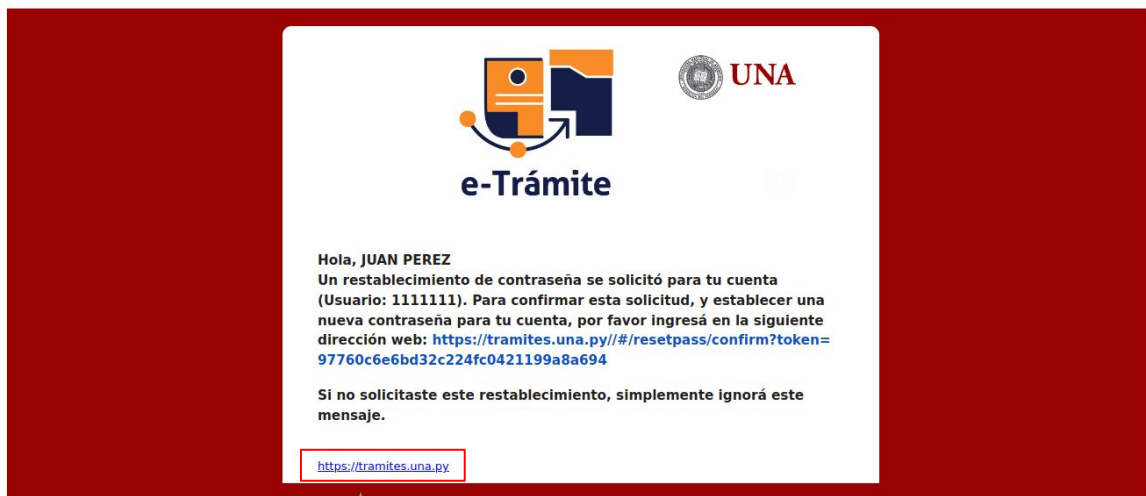 UNA
e-Trámite
Hola, JUAN PEREZ
Un restablecimiento de contraseña se solicitó para tu cuenta
(Usuario: 1111111). Para confirmar esta solicitud, y establecer una
nueva contraseña para tu cuenta, por favor ingresá en la siguiente
dirección web: https://tramites.una.py//#/resetpass/confirm?token=
97760c6e6bd32c224fc0421199a8a694
Si no solicitaste este restablecimiento, simplemente ignorá este
mensaje.
https://tramites.una.py